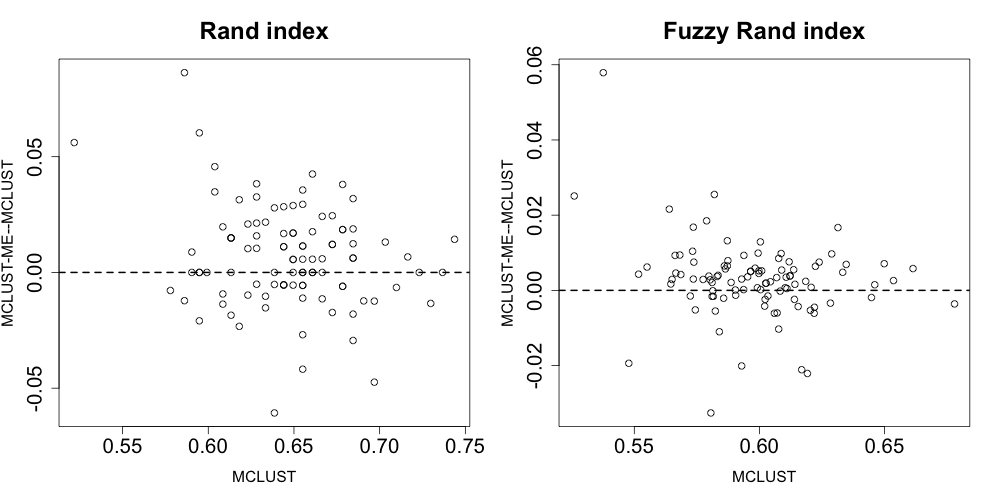 Rand index
MCLUST-ME--MCLUST
0.05
0.00
-0.05
0.55 0.60 0.65 0.70 0.75
MCLUST
Fuzzy Rand index
MCLUST-ME--MCLUST
0.06
0.04
0.02
0.00
-0.02
0.55 0.60 0.65
MCLUST